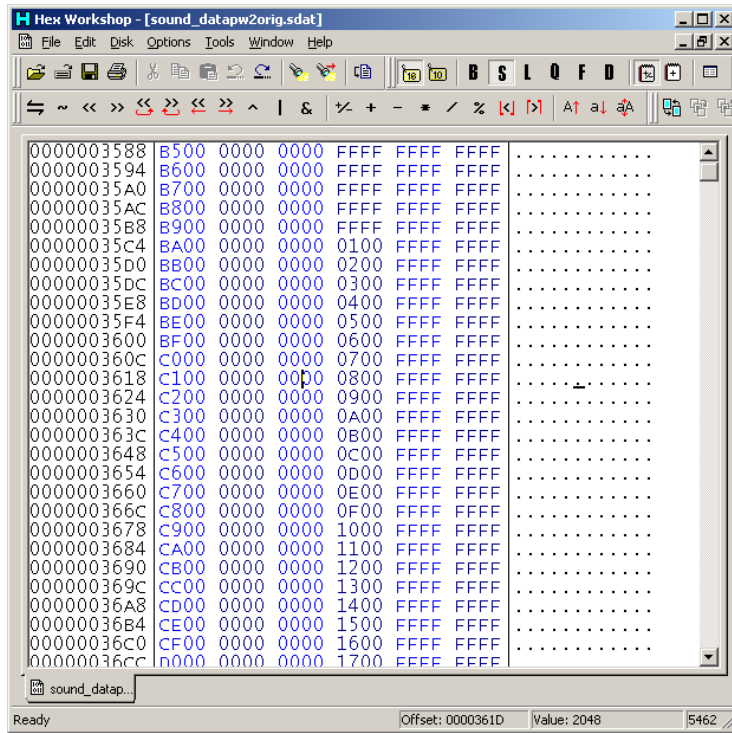 Hex Workshop - [sound_datapw2orig.sdat]
File Edit Disk Options Tools Window Help
B S L Q F D
0000003588 B500 0000 0000 FFFF FFFF FFFF ............
0000003594 B600 0000 0000 FFFF FFFF FFFF ............
00000035A0 B700 0000 0000 FFFF FFFF FFFF ............
00000035AC B800 0000 0000 FFFF FFFF FFFF ............
00000035B8 B900 0000 0000 FFFF FFFF FFFF ............
00000035C4 BA00 0000 0000 0100 FFFF FFFF ............
00000035D0 BB00 0000 0000 0200 FFFF FFFF ............
00000035DC BC00 0000 0000 0300 FFFF FFFF ............
00000035E8 BD00 0000 0000 0400 FFFF FFFF ............
00000035F4 BE00 0000 0000 0500 FFFF FFFF ............
0000003600 BF00 0000 0000 0600 FFFF FFFF ............
000000360C C000 0000 0000 0700 FFFF FFFF ............
0000003618 C100 0000 0000 0800 FFFF FFFF ............
0000003624 C200 0000 0000 0900 FFFF FFFF ............
0000003630 C300 0000 0000 0A00 FFFF FFFF ............
000000363C C400 0000 0000 0B00 FFFF FFFF ............
0000003648 C500 0000 0000 0C00 FFFF FFFF ............
0000003654 C600 0000 0000 0D00 FFFF FFFF ............
0000003660 C700 0000 0000 0E00 FFFF FFFF ............
000000366C C800 0000 0000 0F00 FFFF FFFF ............
0000003678 C900 0000 0000 1000 FFFF FFFF ............
0000003684 CA00 0000 0000 1100 FFFF FFFF ............
0000003690 CB00 0000 0000 1200 FFFF FFFF ............
000000369C CC00 0000 0000 1300 FFFF FFFF ............
00000036A8 CD00 0000 0000 1400 FFFF FFFF ............
00000036B4 CE00 0000 0000 1500 FFFF FFFF ............
00000036C0 CF00 0000 0000 1600 FFFF FFFF ............
00000036CC D000 0000 0000 1700 FFFF FFFF ............
sound_datap...
Ready Offset: 0000361D Value: 2048 5462